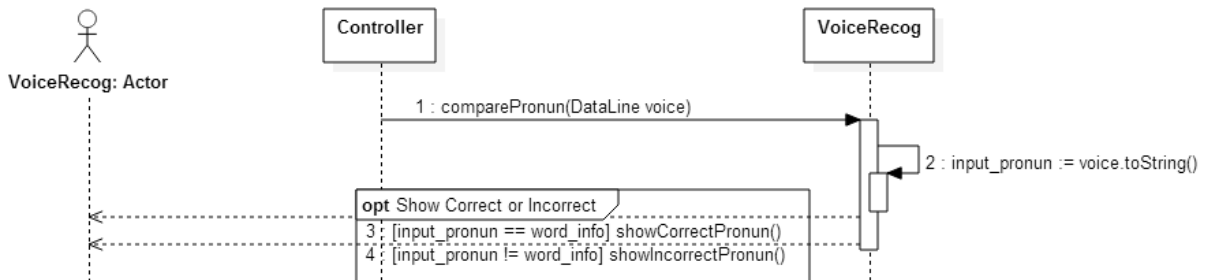 Controller
VoiceRecog
VoiceRecog: Actor
1 : comparePronun(DataLine voice)
2 : input_pronun := voice.toString()
opt Show Correct or Incorrect
3 : [input_pronun == word_info] showCorrectPronun()
4 : [input_pronun != word_info] showIncorrectPronun()